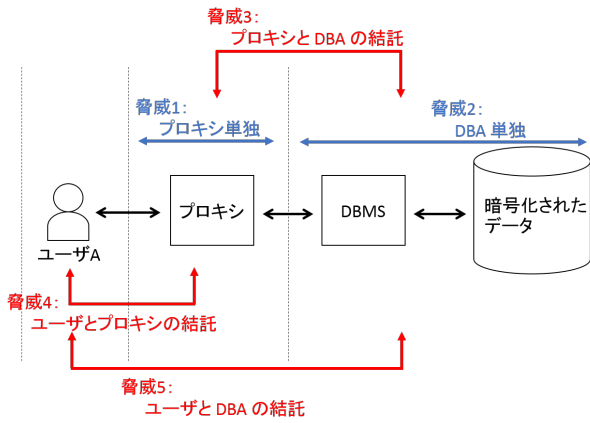 脅威3：
プロキシと DBA の結託
脅威1：
プロキシ単独
脅威2：
DBA 単独
ユーザA
プロキシ
DBMS
暗号化された
データ
脅威4：
ユーザとプロキシの結託
脅威5：
ユーザと DBA の結託